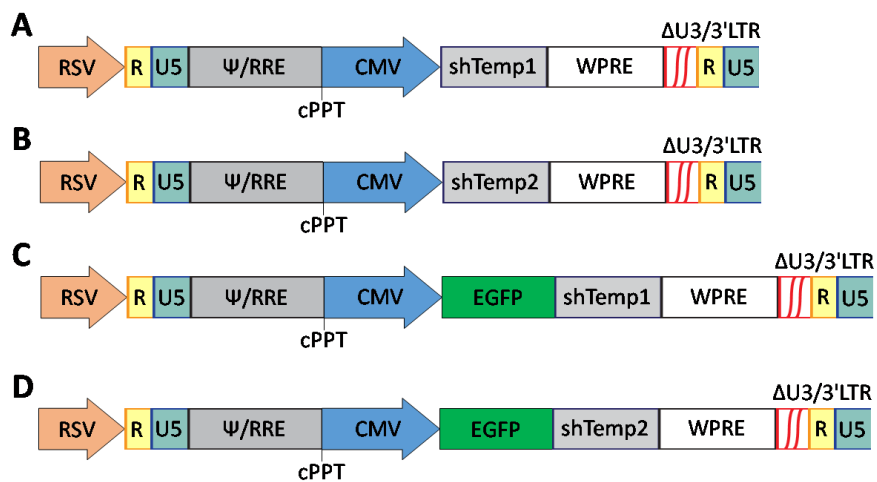 A
ΔU3/3'LTR
RSV R U5 Ψ/RRE CMV shTemp1 WPRE R U5
cPPT
B
ΔU3/3'LTR
RSV R U5 Ψ/RRE CMV shTemp2 WPRE R U5
cPPT
C
ΔU3/3'LTR
RSV R U5 Ψ/RRE CMV EGFP shTemp1 WPRE R U5
cPPT
D
ΔU3/3'LTR
RSV R U5 Ψ/RRE CMV EGFP shTemp2 WPRE R U5
cPPT